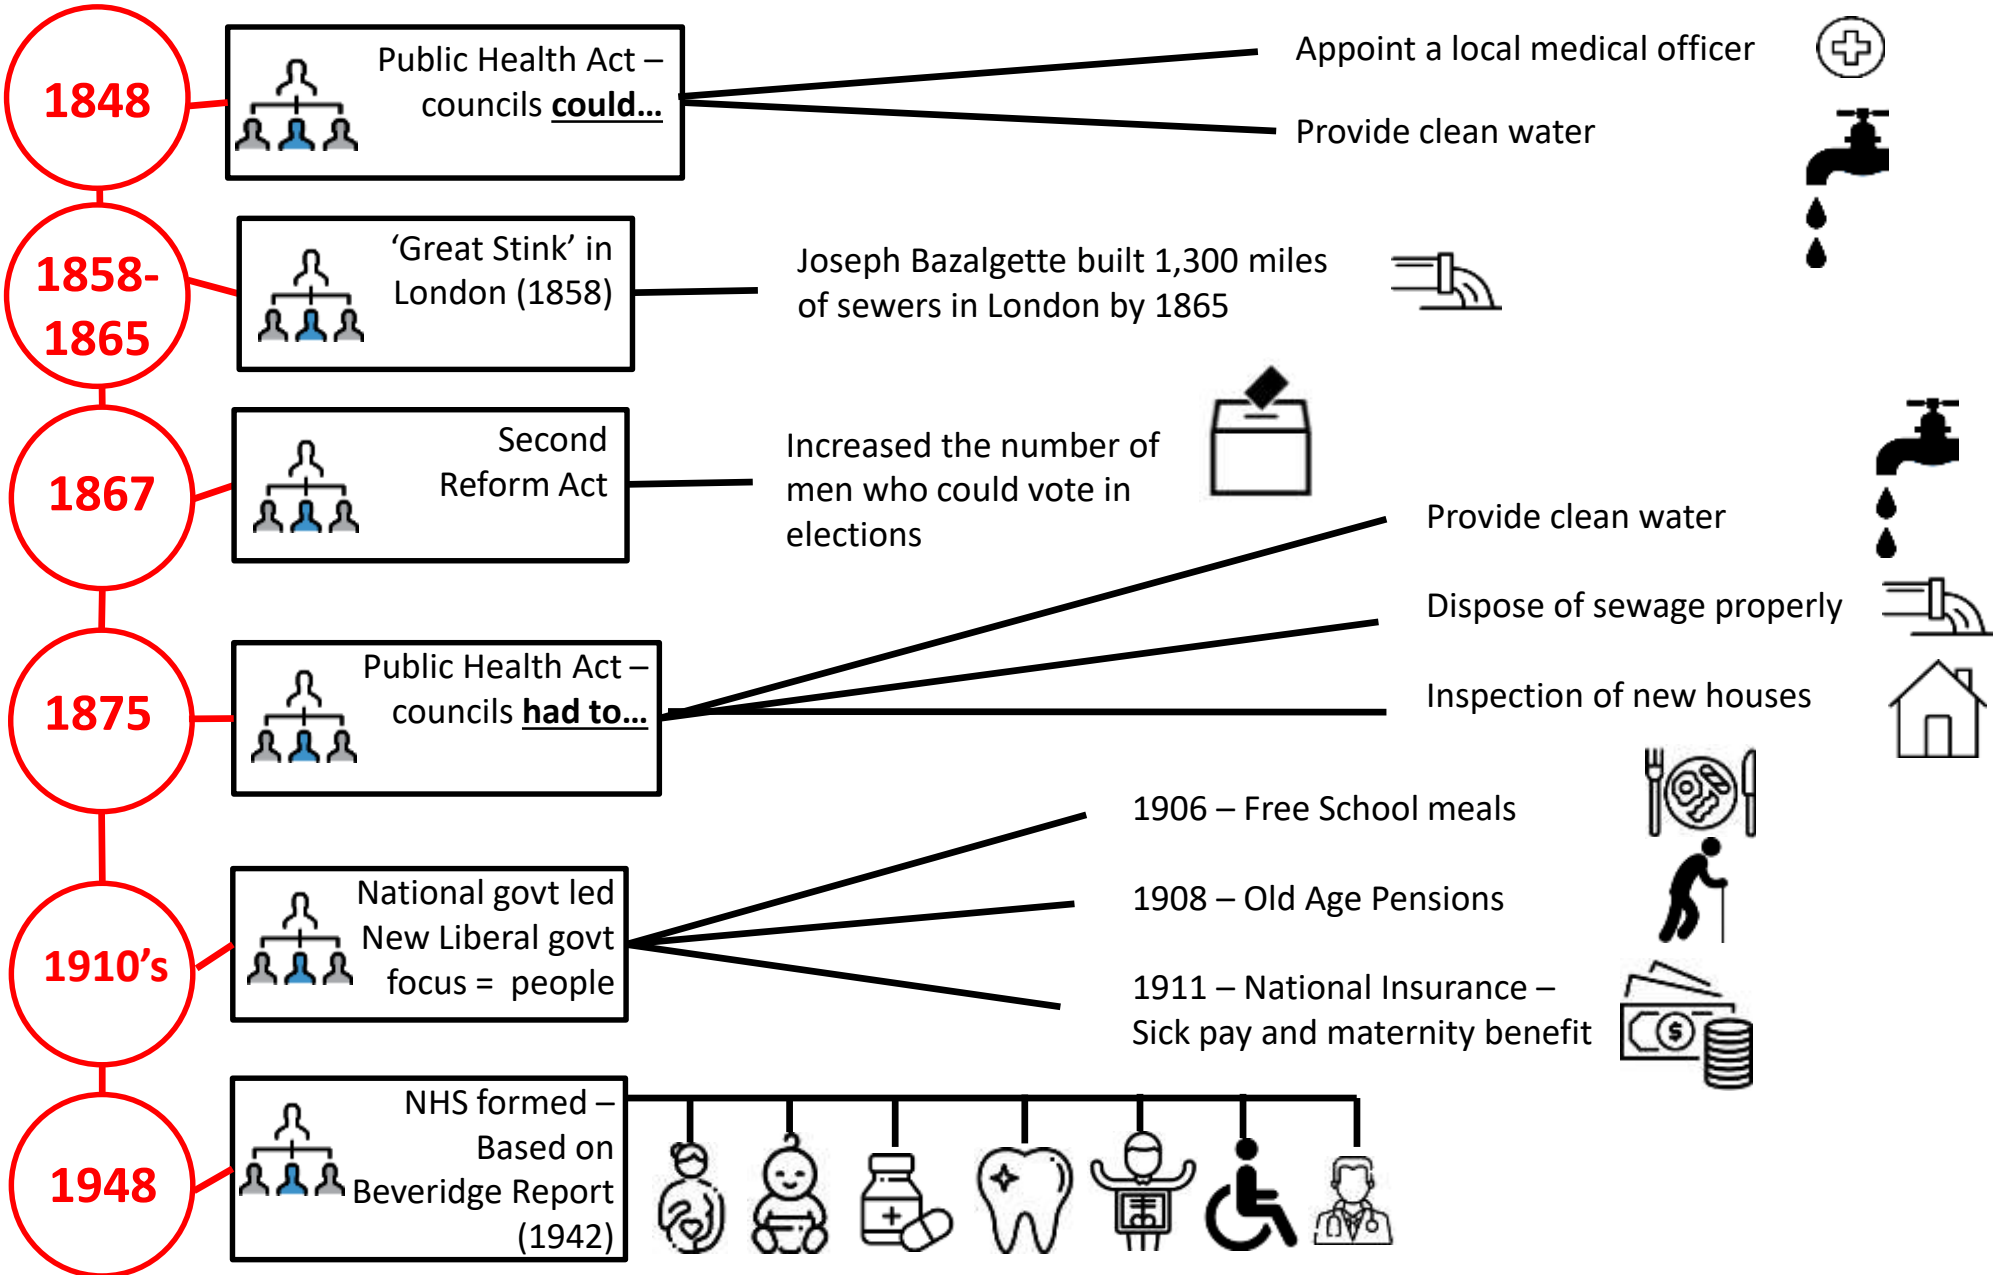 1848
Public Health Act –
councils could...
Appoint a local medical officer
Provide clean water
1858-
1865
‘Great Stink’ in
London (1858)
Joseph Bazalgette built 1,300 miles
of sewers in London by 1865
1867
Second
Reform Act
Increased the number of
men who could vote in
elections
1875
Public Health Act –
councils had to...
Provide clean water
Dispose of sewage properly
Inspection of new houses
1910’s
National govt led
New Liberal govt
focus = people
1906 – Free School meals
1908 – Old Age Pensions
1911 – National Insurance –
Sick pay and maternity benefit
$
1948
NHS formed –
Based on
Beveridge Report
(1942)